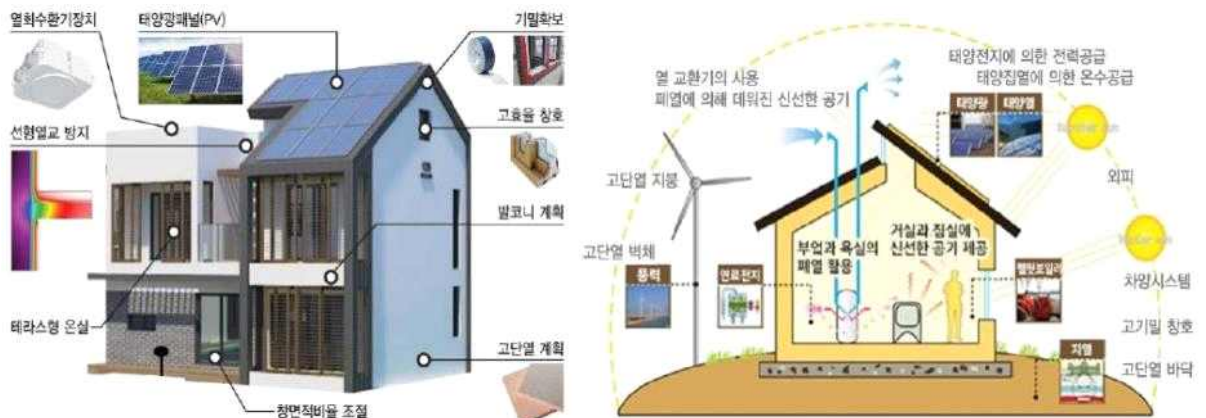 열회수환기장치
태양광패널(PV)
기밀확보
선형열교 방지
고효율 창호
발코니 계획
테라스형 온실
고단열 계획
창면적비율 조절
태양전지에 의한 전력공급
태양집열에 의한 온수공급
열 교환기의 사용
폐열에 의해 데워진 신선한 공기
태양광
태양열
고단열 지붕
외피
부엌과 욕실의
폐열 활용
거실과 침실에
신선한 공기 제공
고단열 벽체
풍력
연료전지
펠릿보일러
차양시스템
고기밀 창호
지열
고단열 바닥